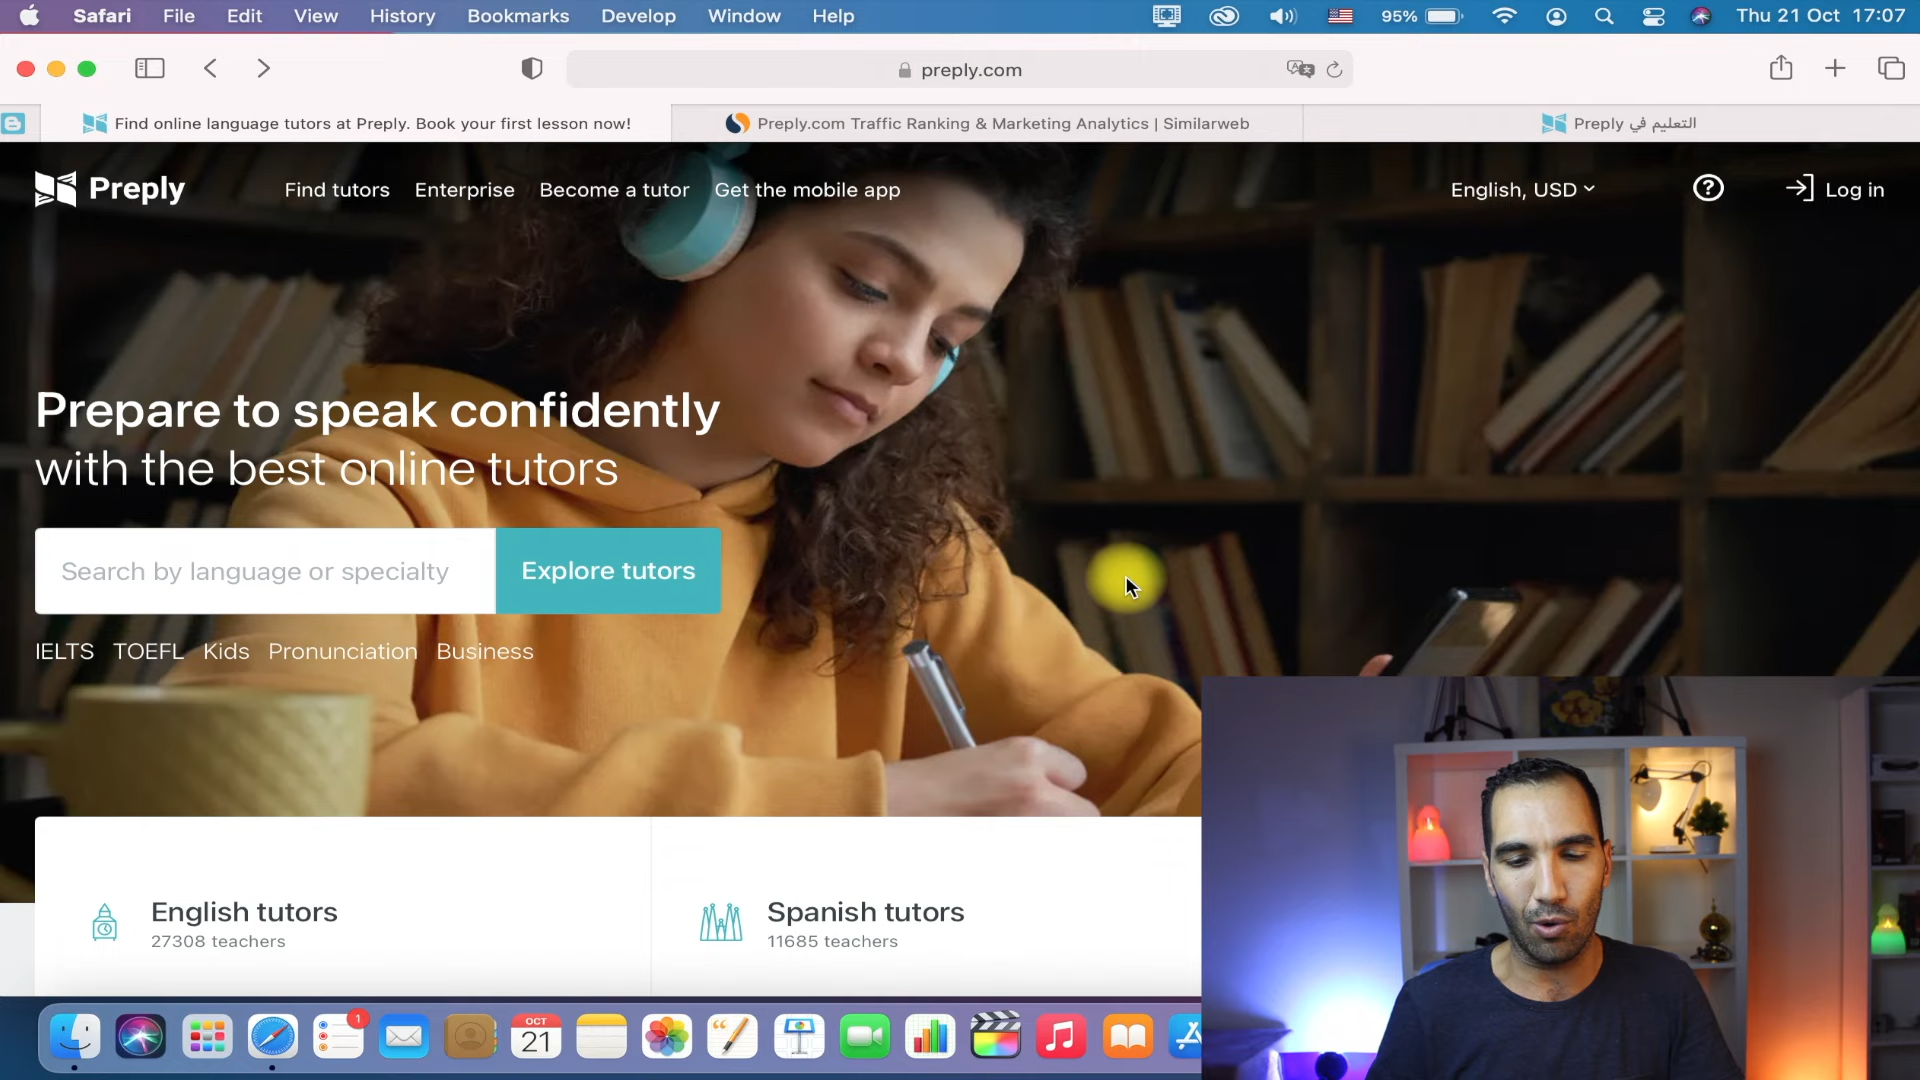 Safari File Edit View History Bookmarks Develop Window Help 95% Thu 21 Oct 17:07
preply.com
Find online language tutors at Preply. Book your first lesson now! Preply.com Traffic Ranking & Marketing Analytics | Similarweb التعليم في Preply
Preply Find tutors Enterprise Become a tutor Get the mobile app English, USD Log in
Prepare to speak confidently
with the best online tutors
Search by language or specialty Explore tutors
IELTS TOEFL Kids Pronunciation Business
English tutors Spanish tutors
27308 teachers 11685 teachers
1
OCT
21